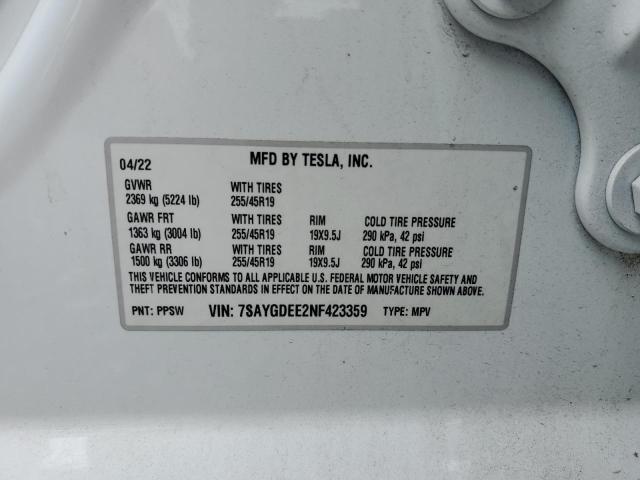 04/22 MFD BY TESLA, INC.
GVWR WITH TIRES
2369 kg (5224 lb) 255/45R19
GAWR FRT WITH TIRES RIM COLD TIRE PRESSURE
1363 kg (3004 lb) 255/45R19 19X9.5J 290 kPa, 42 psi
GAWR RR WITH TIRES RIM COLD TIRE PRESSURE
1500 kg (3306 lb) 255/45R19 19X9.5J 290 kPa, 42 psi
THIS VEHICLE CONFORMS TO ALL APPLICABLE U.S. FEDERAL MOTOR VEHICLE SAFETY AND
THEFT PREVENTION STANDARDS IN EFFECT ON THE DATE OF MANUFACTURE SHOWN ABOVE.
PNT: PPSW VIN: 7SAYGDEE2NF423359 TYPE: MPV